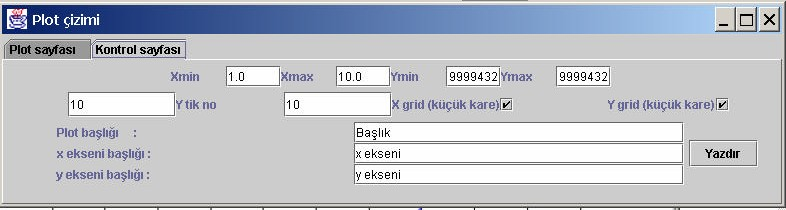 Plot çizimi
Plot sayfası Kontrol sayfası
Xmin 1.0 Xmax 10.0 Ymin 9999432 Ymax 9999432
10 Y tik no 10 X grid (küçük kare) Y grid (küçük kare)
Plot başlığı : Başlık
x ekseni başlığı : x ekseni
y ekseni başlığı : y ekseni
Yazdır